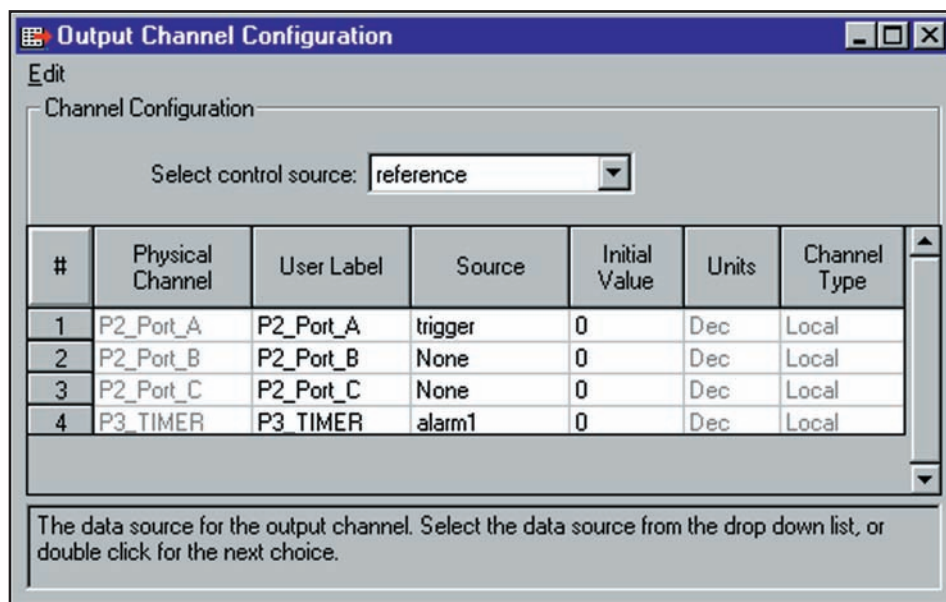 Output Channel Configuration
Edit
Channel Configuration
Select control source: reference
# Physical Channel User Label Source Initial Value Units Channel Type
1 P2_Port_A P2_Port_A trigger 0 Dec Local
2 P2_Port_B P2_Port_B None 0 Dec Local
3 P2_Port_C P2_Port_C None 0 Dec Local
4 P3_TIMER P3_TIMER alarm1 0 Dec Local
The data source for the output channel. Select the data source from the drop down list, or
double click for the next choice.